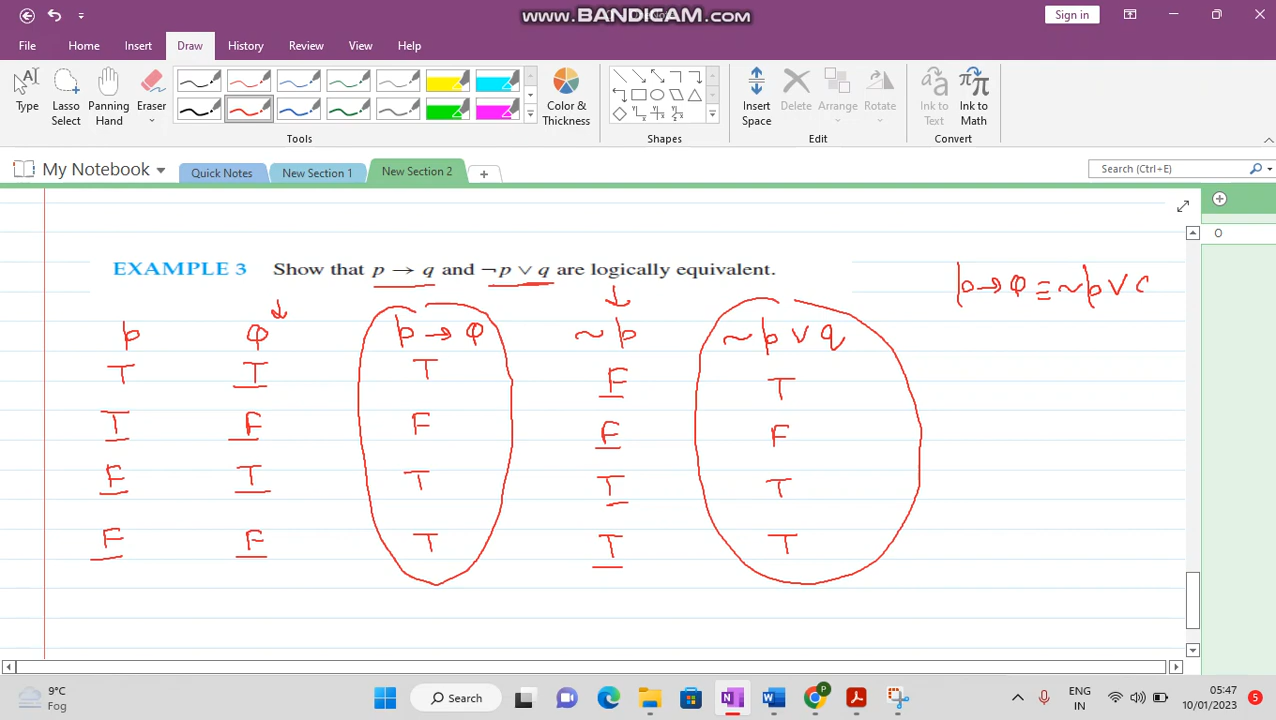 www.BANDICAM.com
Sign in
File Home Insert Draw History Review View Help
Type Lasso Select Panning Hand Eraser Color & Thickness Insert Space Delete Arrange Rotate Ink to Text Ink to Math
Tools Shapes Edit Convert
My Notebook Quick Notes New Section 1 New Section 2 Search (Ctrl+E)
EXAMPLE 3 Show that p → q and ¬p ∨ q are logically equivalent.
p→Q ≡ ~p ∨
p Q p → Q ~p ~p ∨ q
T T T F T
T F F F F
F T T T T
F F T T T
9°C
Fog
Search
ENG
IN
05:47
10/01/2023
5